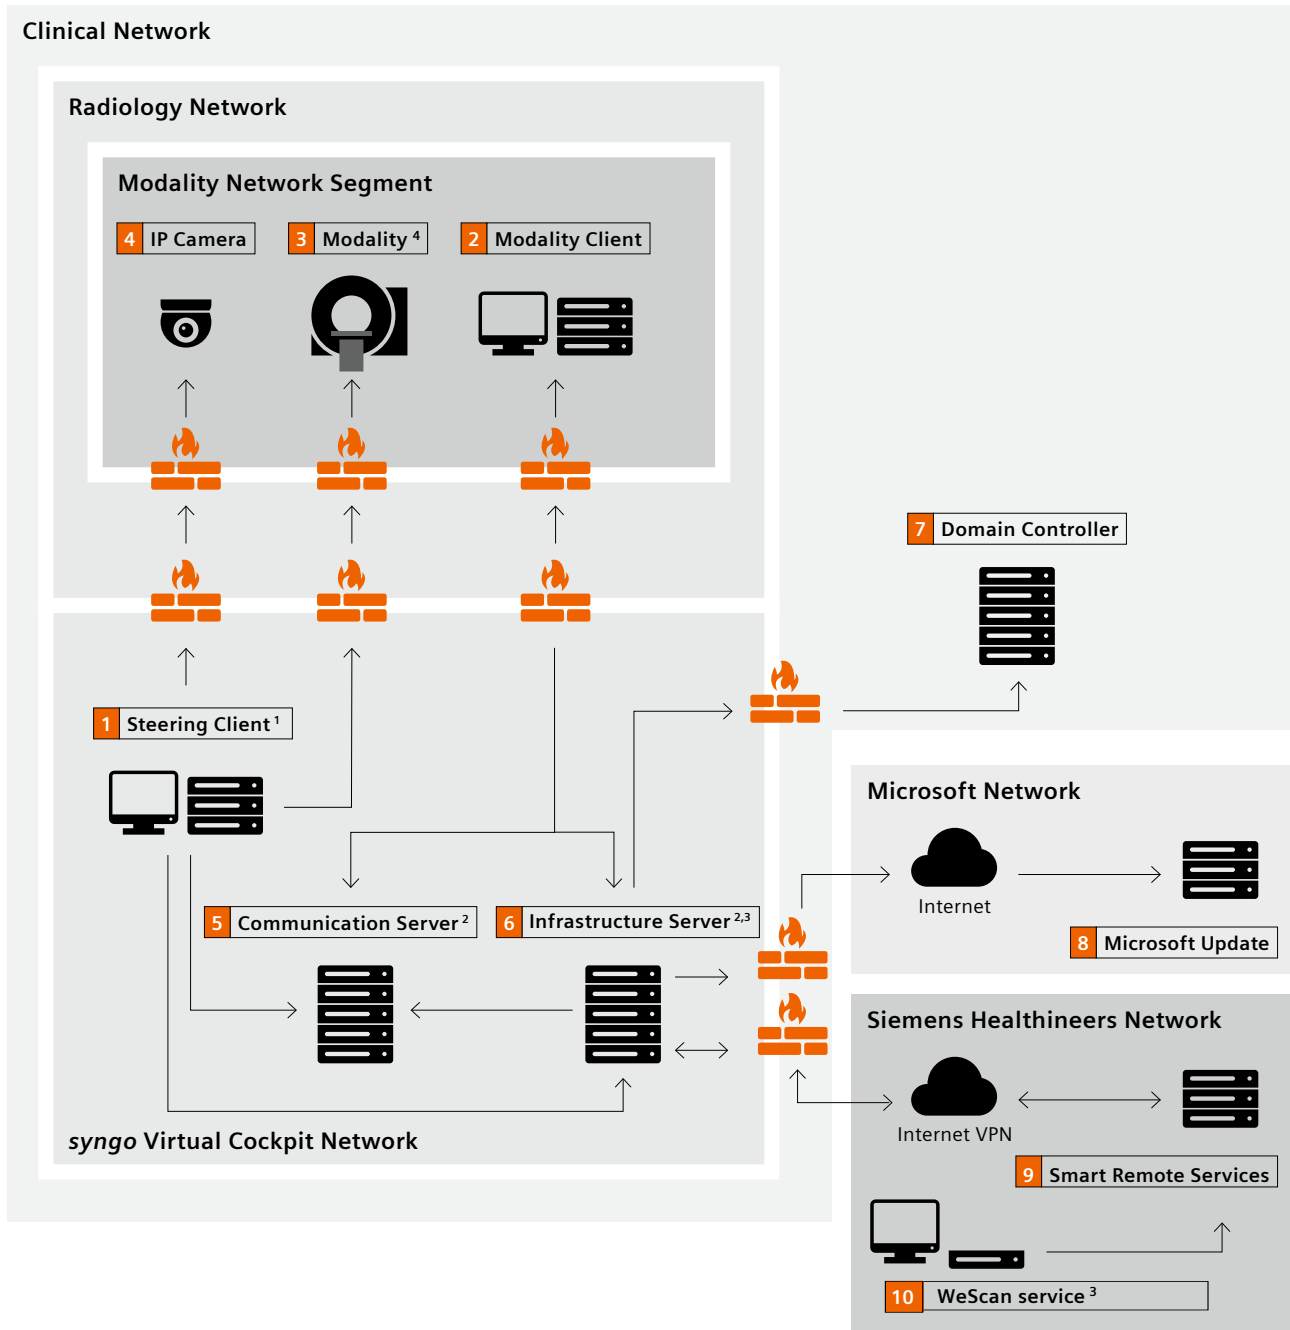 Clinical Network
Radiology Network
Modality Network Segment
4 IP Camera
3 Modality 4
2 Modality Client
7 Domain Controller
1 Steering Client 1
Microsoft Network
Internet
5 Communication Server 2
6 Infrastructure Server 2,3
8 Microsoft Update
Siemens Healthineers Network
Internet VPN
syngo Virtual Cockpit Network
9 Smart Remote Services
10 WeScan service 3